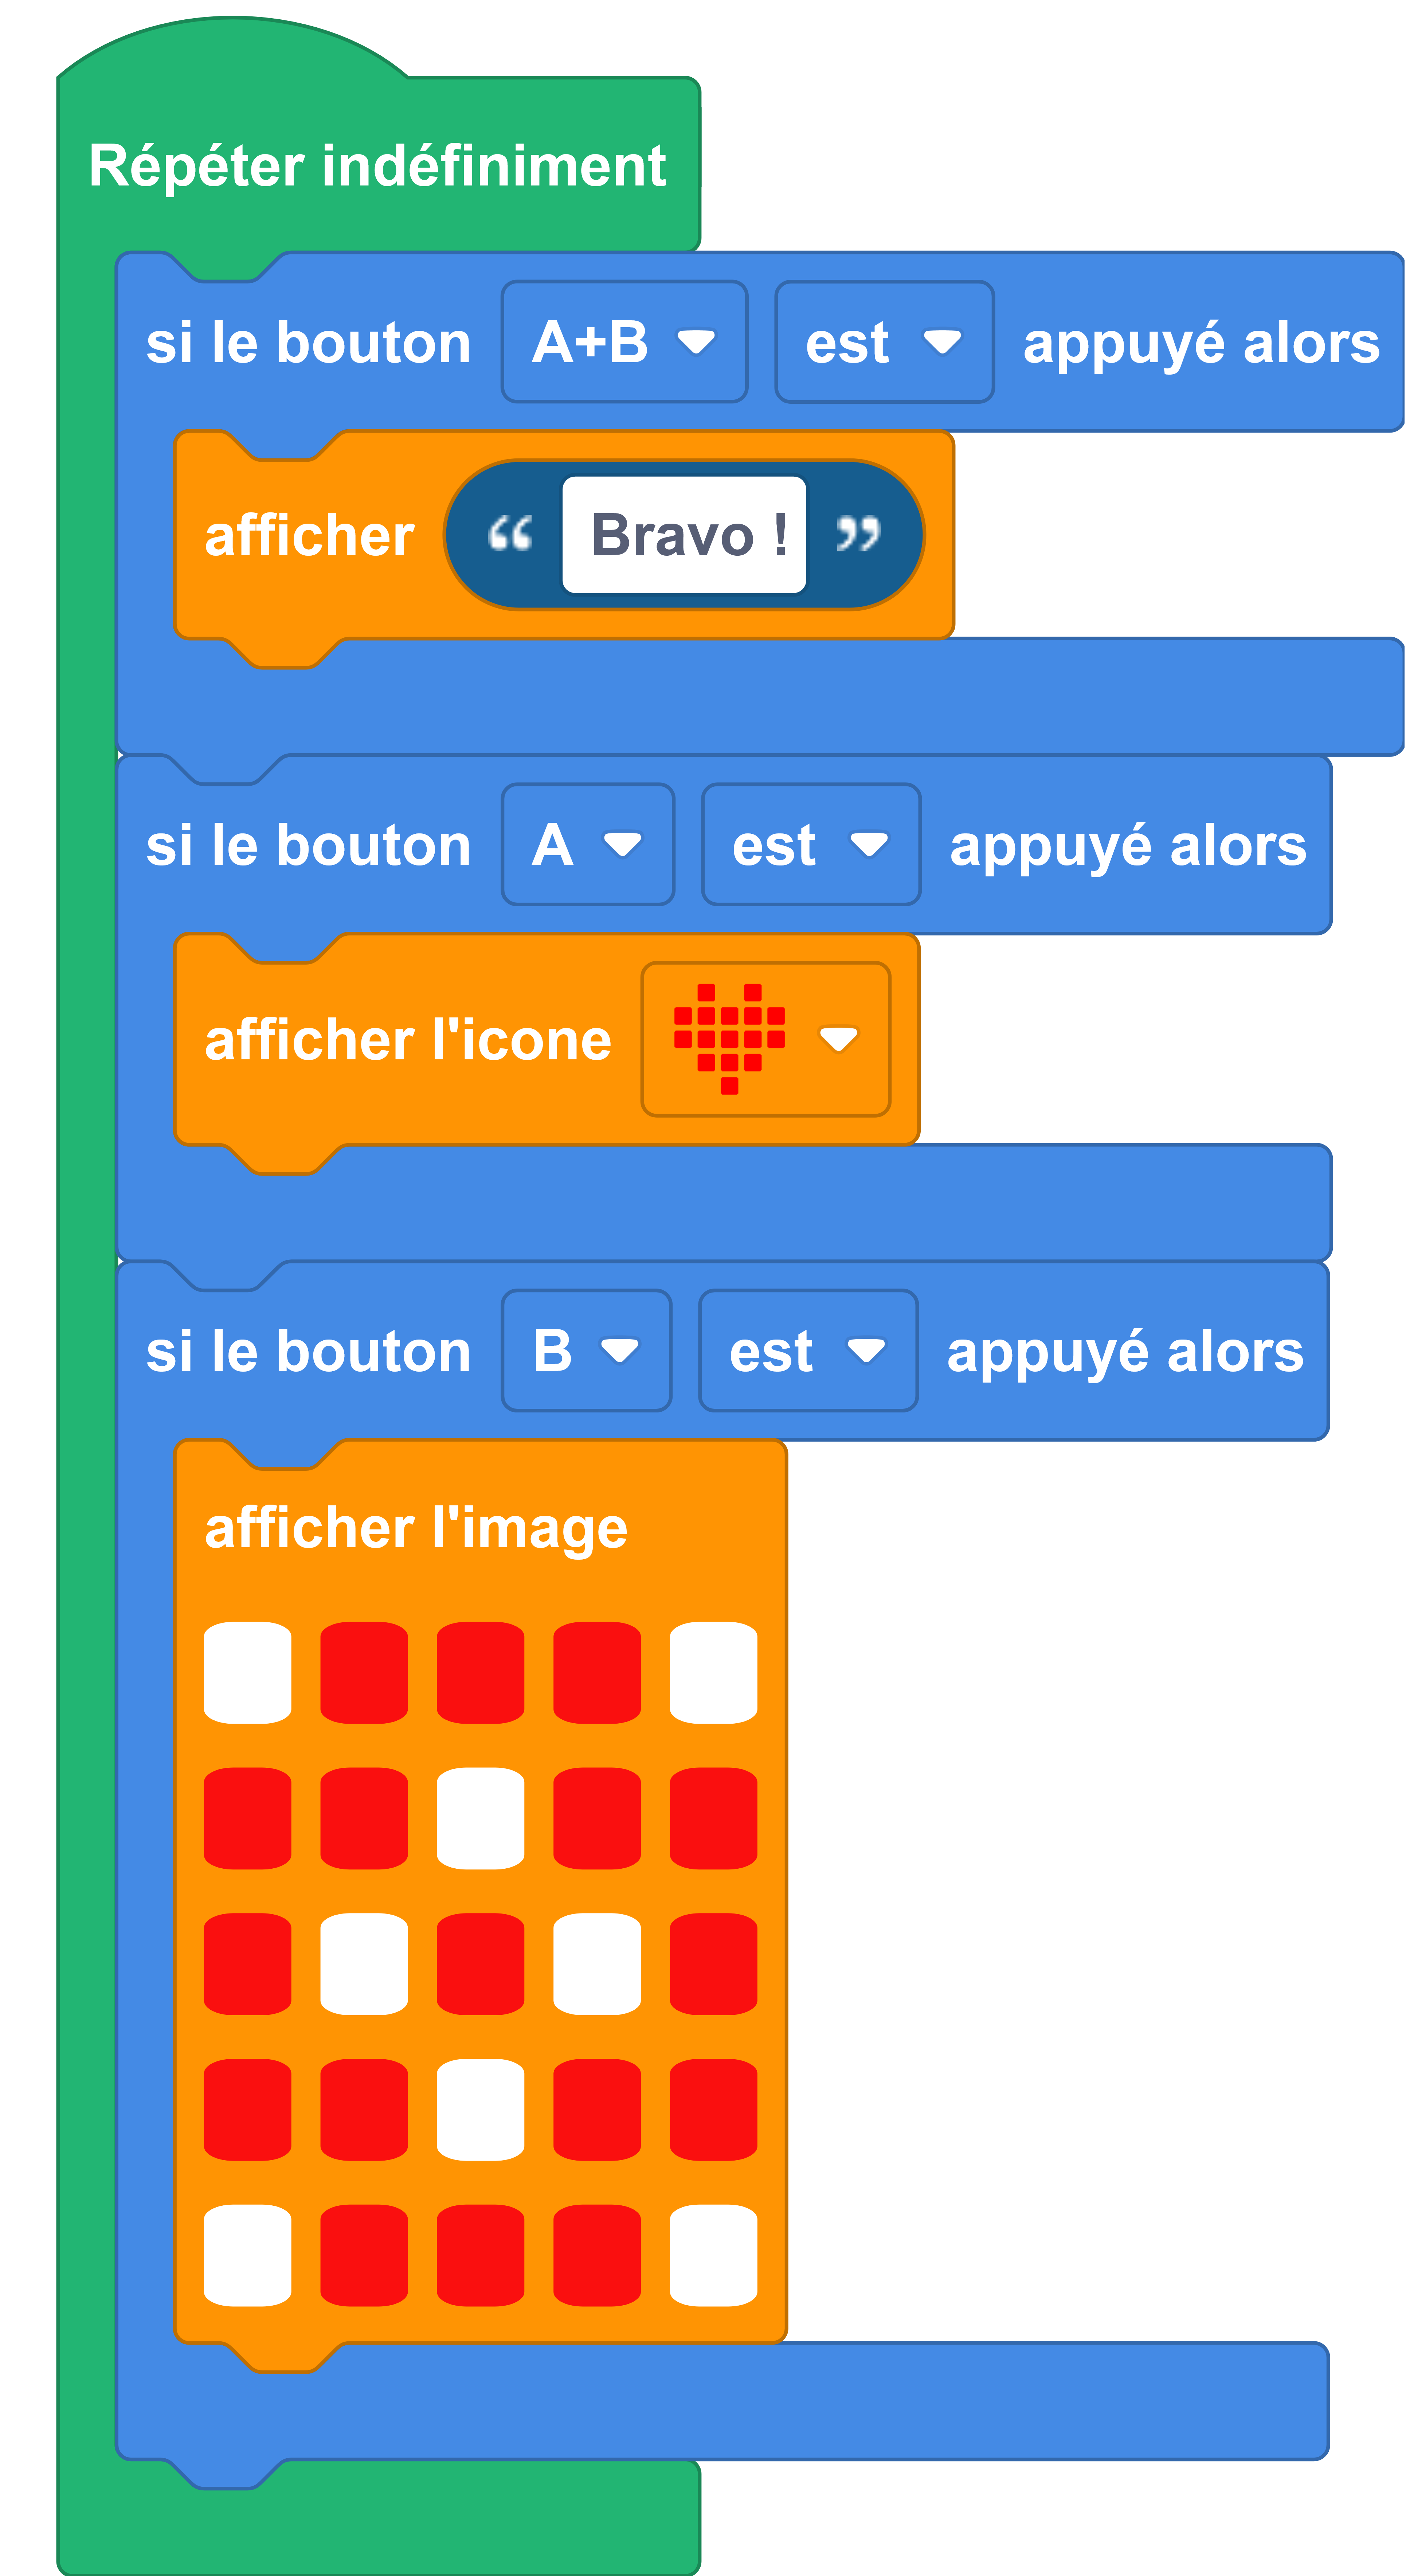 Répéter indéfiniment
si le bouton A+B est appuyé alors
afficher “ Bravo ! ”
si le bouton A est appuyé alors
afficher l'icone
si le bouton B est appuyé alors
afficher l'image